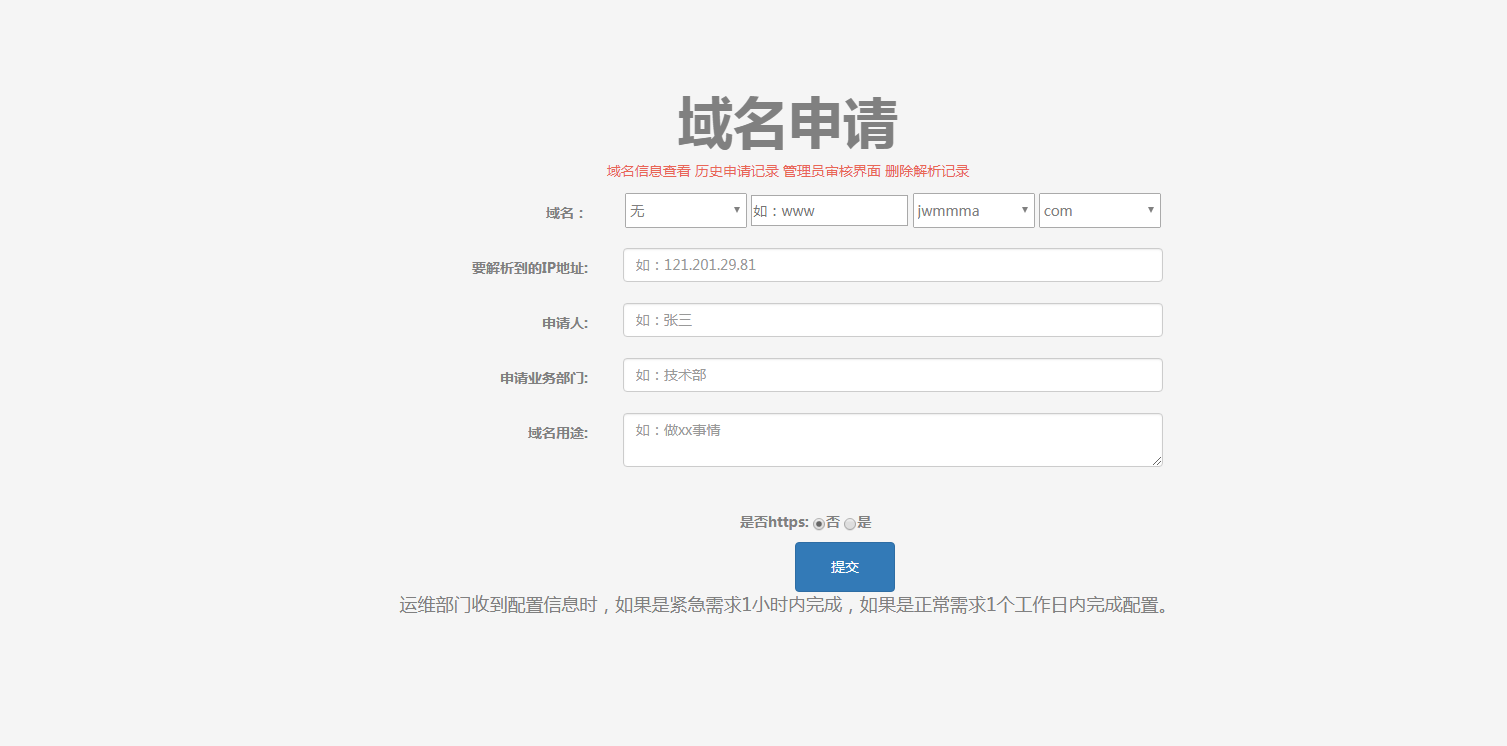 域名申请
域名信息查看 历史申请记录 管理员审核界面 删除解析记录
域名： 无 如：www jwmmma com
要解析到的IP地址: 如：121.201.29.81
申请人: 如：张三
申请业务部门: 如：技术部
域名用途: 如：做xx事情
是否https: 否 是
提交
运维部门收到配置信息时，如果是紧急需求1小时内完成，如果是正常需求1个工作日内完成配置。